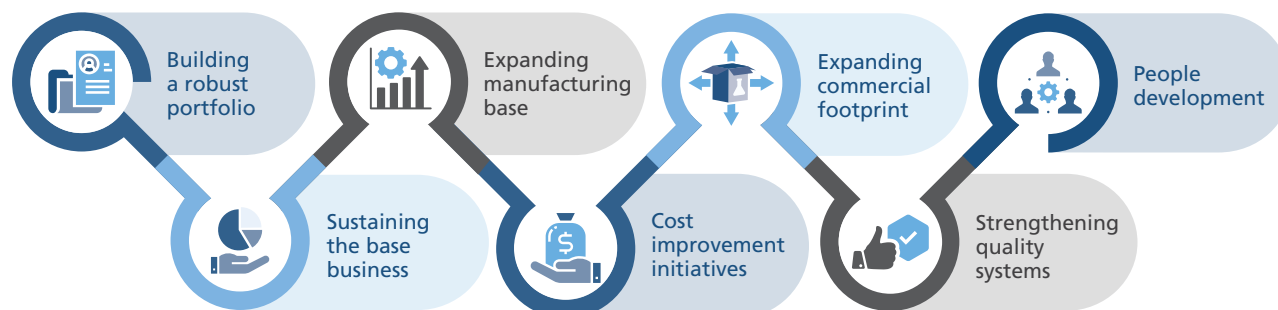 Building
a robust
portfolio
Sustaining
the base
business
Expanding
manufacturing
base
Cost
improvement
initiatives
$
Expanding
commercial
footprint
Strengthening
quality
systems
People
development